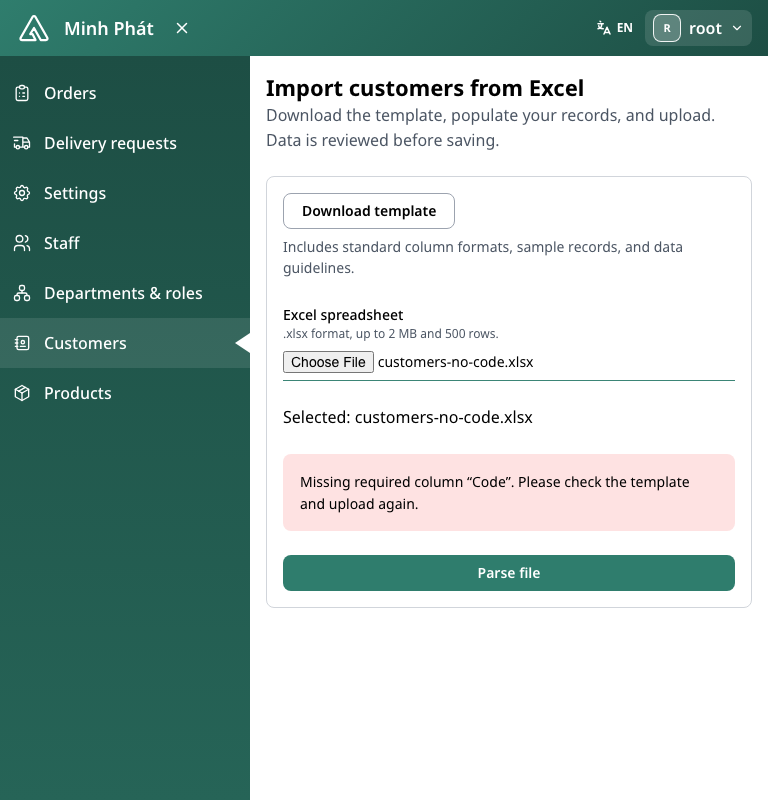 Minh Phát
EN
R
root
Orders
Delivery requests
Settings
Staff
Departments & roles
Customers
Products
Import customers from Excel
Download the template, populate your records, and upload.
Data is reviewed before saving.
Download template
Includes standard column formats, sample records, and data
guidelines.
Excel spreadsheet
.xlsx format, up to 2 MB and 500 rows.
Choose File customers-no-code.xlsx
Selected: customers-no-code.xlsx
Missing required column “Code”. Please check the template
and upload again.
Parse file